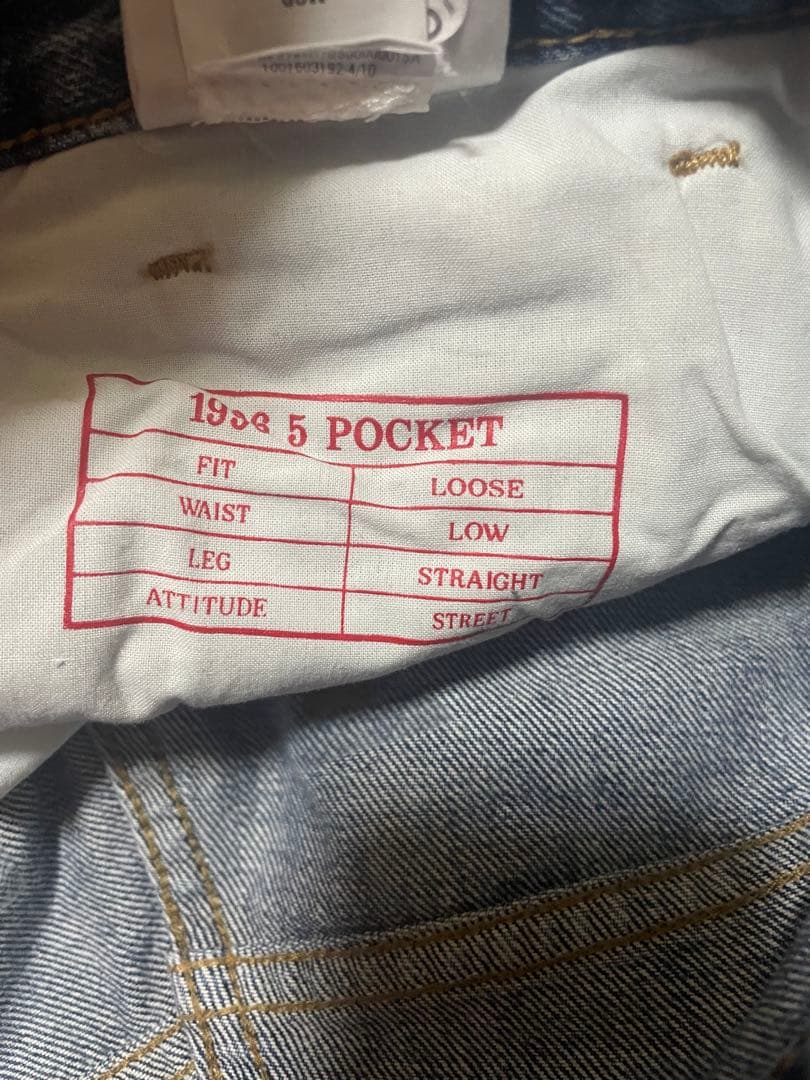 5 POCKET
FIT LOOSE
WAIST LOW
LEG STRAIGHT
ATTITUDE STREET